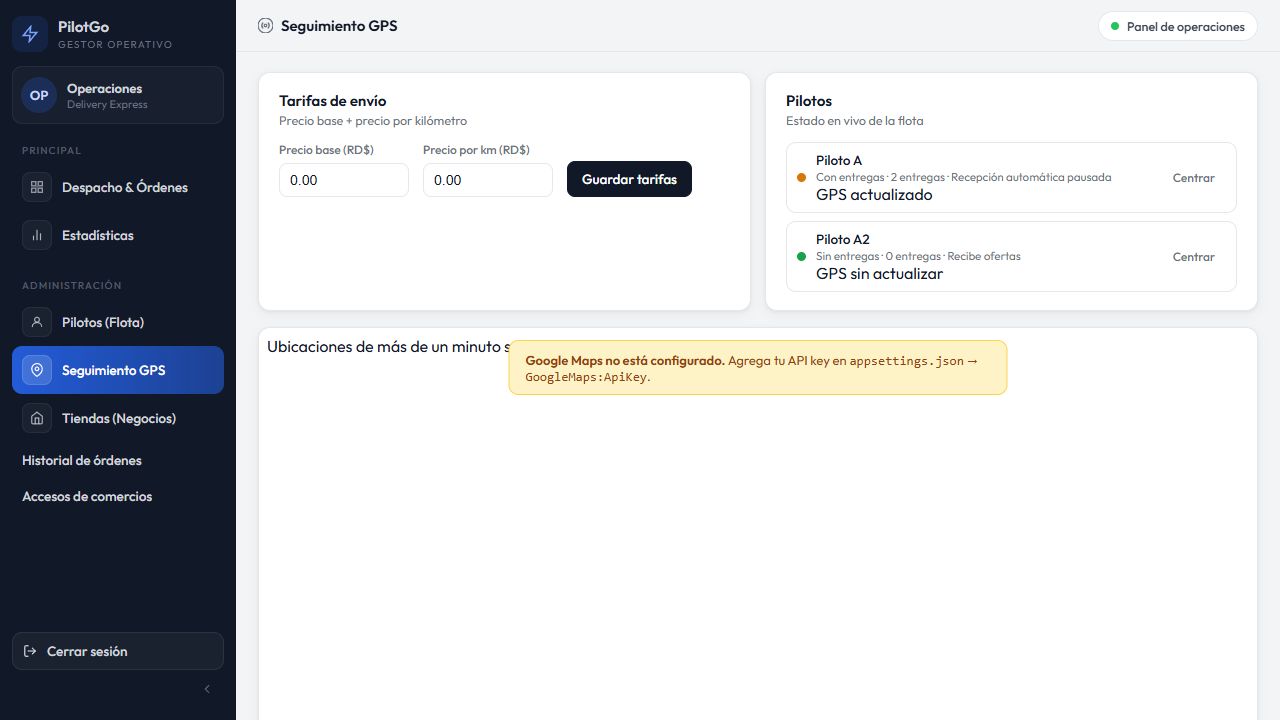 PilotGo
GESTOR OPERATIVO
OP
Operaciones
Delivery Express
PRINCIPAL
Despacho & Órdenes
Estadísticas
ADMINISTRACIÓN
Pilotos (Flota)
Seguimiento GPS
Tiendas (Negocios)
Historial de órdenes
Accesos de comercios
Cerrar sesión
Seguimiento GPS
Panel de operaciones
Tarifas de envío
Precio base + precio por kilómetro
Precio base (RD$)
Precio por km (RD$)
0.00
0.00
Guardar tarifas
Pilotos
Estado en vivo de la flota
Piloto A
Con entregas · 2 entregas · Recepción automática pausada
GPS actualizado
Centrar
Piloto A2
Sin entregas · 0 entregas · Recibe ofertas
GPS sin actualizar
Centrar
Ubicaciones de más de un minuto
Google Maps no está configurado. Agrega tu API key en appsettings.json →
GoogleMaps:ApiKey.